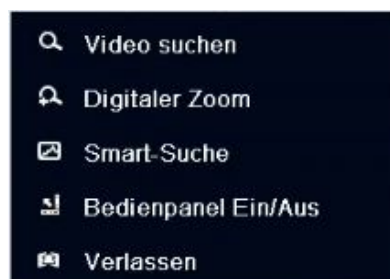 Video suchen
Digitaler Zoom
Smart-Suche
Bedienpanel Ein/Aus
Verlassen